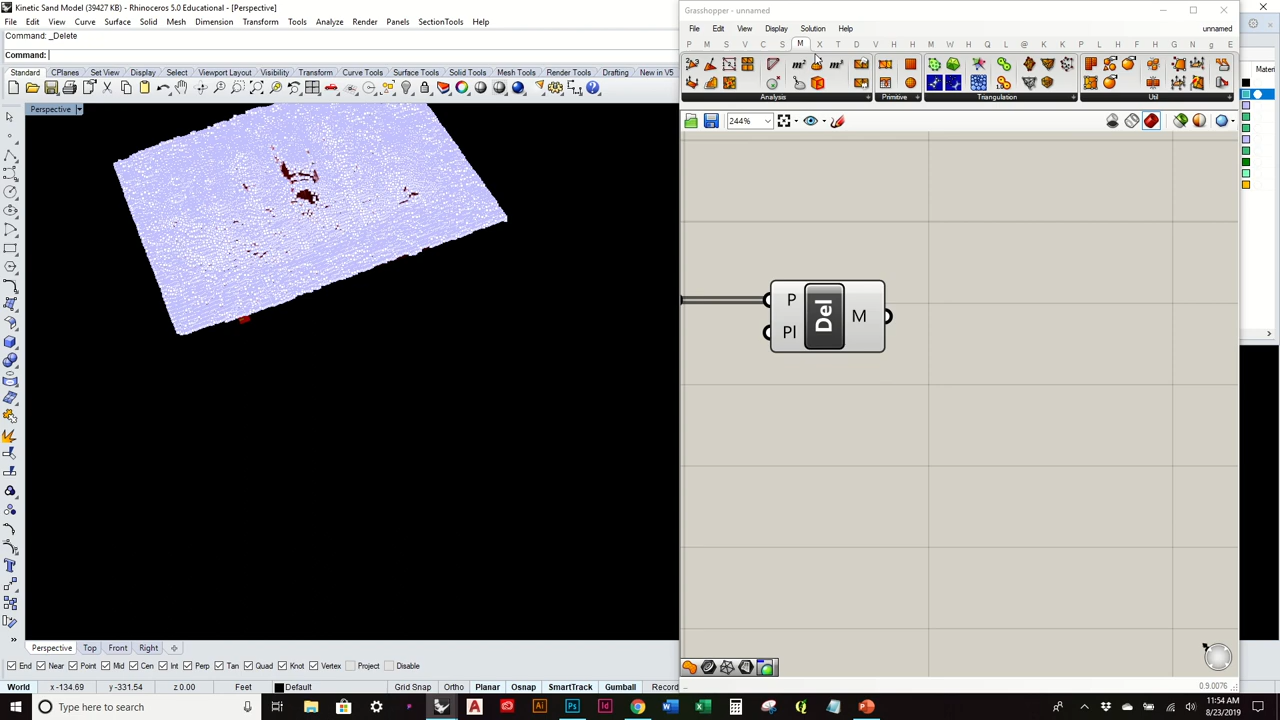 Kinetic Sand Model (39427 KB) - Rhinoceros 5.0 Educational - [Perspective]
File Edit View Curve Surface Solid Mesh Dimension Transform Tools Analyze Render Panels SectionTools Help
Command: _Delete
Command:
Standard CPlanes Set View Display Select Viewport Layout Visibility Transform Curve Tools Surface Tools Solid Tools Mesh Tools Render Tools Drafting New in V5
Perspective
Grasshopper - unnamed
File Edit View Display Solution Help unnamed
P M S V C S M X T D V H H M W H Q L @ K K P L H P H Y H N g E
Analysis Primitive Triangulation Util
244%
Mater
P
Pl
Del
M
0.9.0076
Perspective Top Front Right
End Near Point Mid Cen Int Perp Tan Quad Knot Vertex Project Disable
World x -134.69 y -331.54 z 0.00 Feet Default Grid Snap Ortho Planar Osnap SmartTrack Gumball Record
Type here to search
11:54 AM
8/23/2019